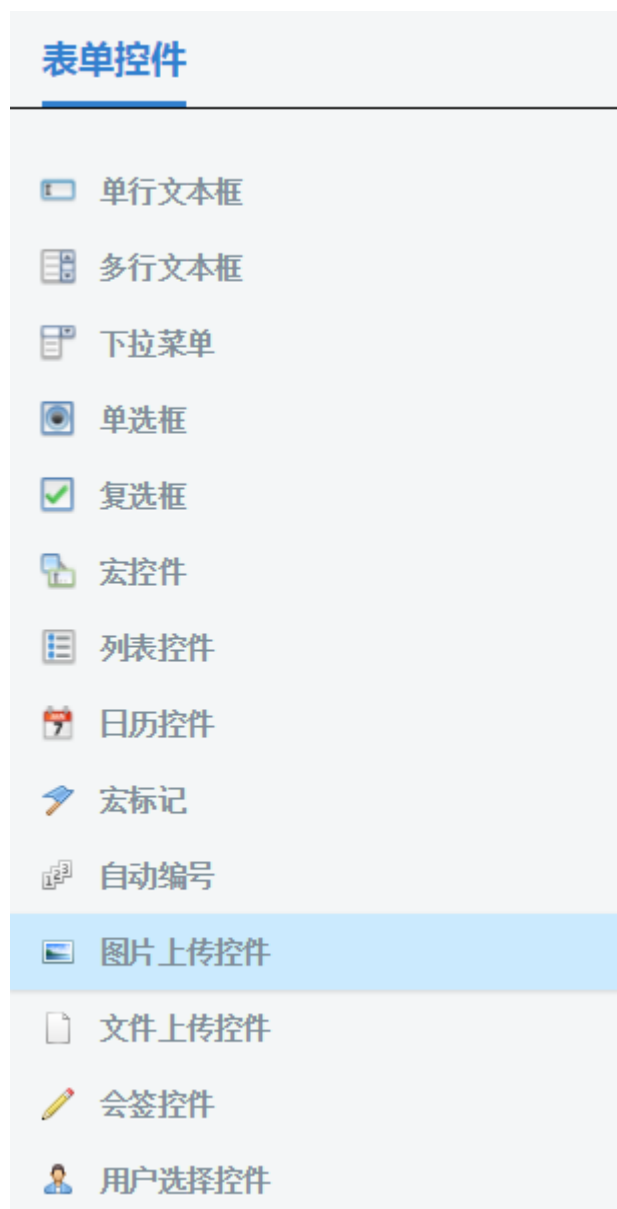 表单控件
单行文本框
多行文本框
下拉菜单
单选框
复选框
宏控件
列表控件
7
日历控件
宏标记
123
自动编号
图片上传控件
文件上传控件
会签控件
用户选择控件